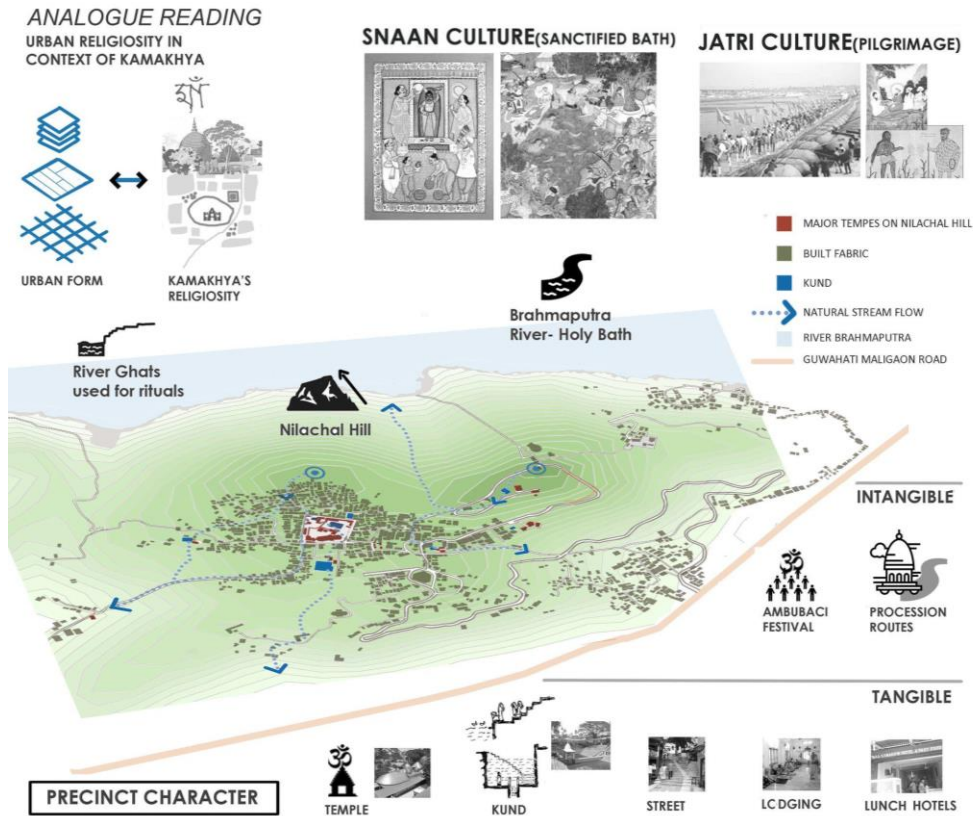 ANALOGUE READING
URBAN RELIGIOSITY IN
CONTEXT OF KAMAKHYA
URBAN FORM
KAMAKHYA'S
RELIGIOSITY
SNAAN CULTURE(SANCTIFIED BATH)
JATRI CULTURE(PILGRIMAGE)
MAJOR TEMPES ON NILACHAL HILL
BUILT FABRIC
KUND
NATURAL STREAM FLOW
RIVER BRAHMAPUTRA
GUWAHATI MALIGAON ROAD
River Ghats
used for rituals
Brahmaputra
River- Holy Bath
Nilachal Hill
INTANGIBLE
ॐ
AMBUBACI
FESTIVAL
PROCESSION
ROUTES
TANGIBLE
PRECINCT CHARACTER
ॐ
TEMPLE
KUND
STREET
LCDGING
LUNCH HOTELS